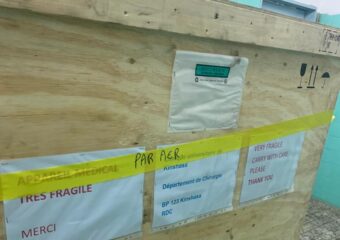 APPAREIL MEDICAL
TRES FRAGILE
MERCI
PAR AER
Kinshasa
Département de Chirurgie
BP 123 Kinshasa
RDC
VERY FRAGILE
CARRY WITH CARE
PLEASE
THANK YOU